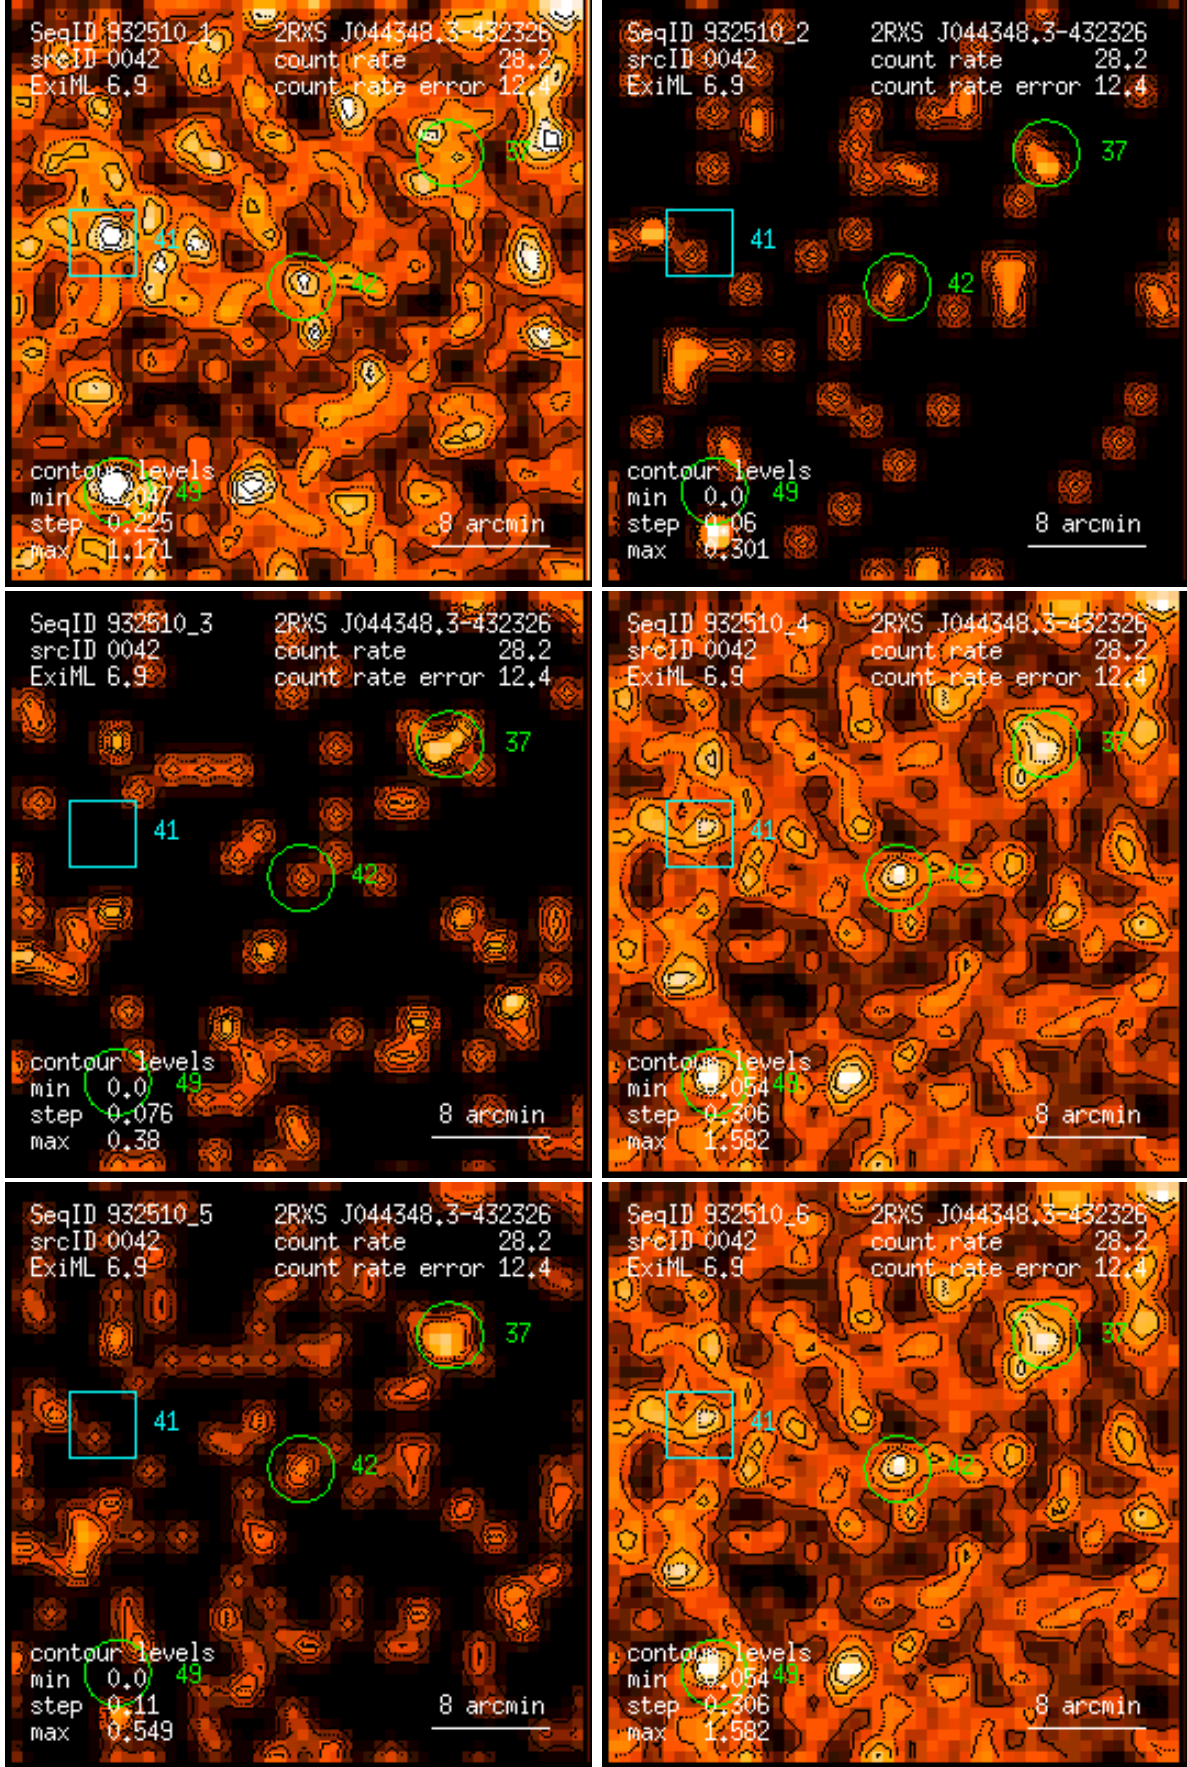 SeqID 932510_1 2RXS J044348.3-432326
srcID 0042 count rate 28.2
ExiML 6.9 count rate error 12.4
37
41
42
contour levels
min 0.047 49
step 0.225 8 arcmin
max 1.171
SeqID 932510_2 2RXS J044348.3-432326
srcID 0042 count rate 28.2
ExiML 6.9 count rate error 12.4
37
41
42
contour levels
min 0.0 49
step 0.06 8 arcmin
max 0.301
SeqID 932510_3 2RXS J044348.3-432326
srcID 0042 count rate 28.2
ExiML 6.9 count rate error 12.4
37
41
42
contour levels
min 0.0 49
step 0.076 8 arcmin
max 0.38
SeqID 932510_4 2RXS J044348.3-432326
srcID 0042 count rate 28.2
ExiML 6.9 count rate error 12.4
37
41
42
contour levels
min 0.054 49
step 0.306 8 arcmin
max 1.582
SeqID 932510_5 2RXS J044348.3-432326
srcID 0042 count rate 28.2
ExiML 6.9 count rate error 12.4
37
41
42
contour levels
min 0.0 49
step 0.11 8 arcmin
max 0.549
SeqID 932510_6 2RXS J044348.3-432326
srcID 0042 count rate 28.2
ExiML 6.9 count rate error 12.4
37
41
42
contour levels
min 0.054 49
step 0.306 8 arcmin
max 1.582